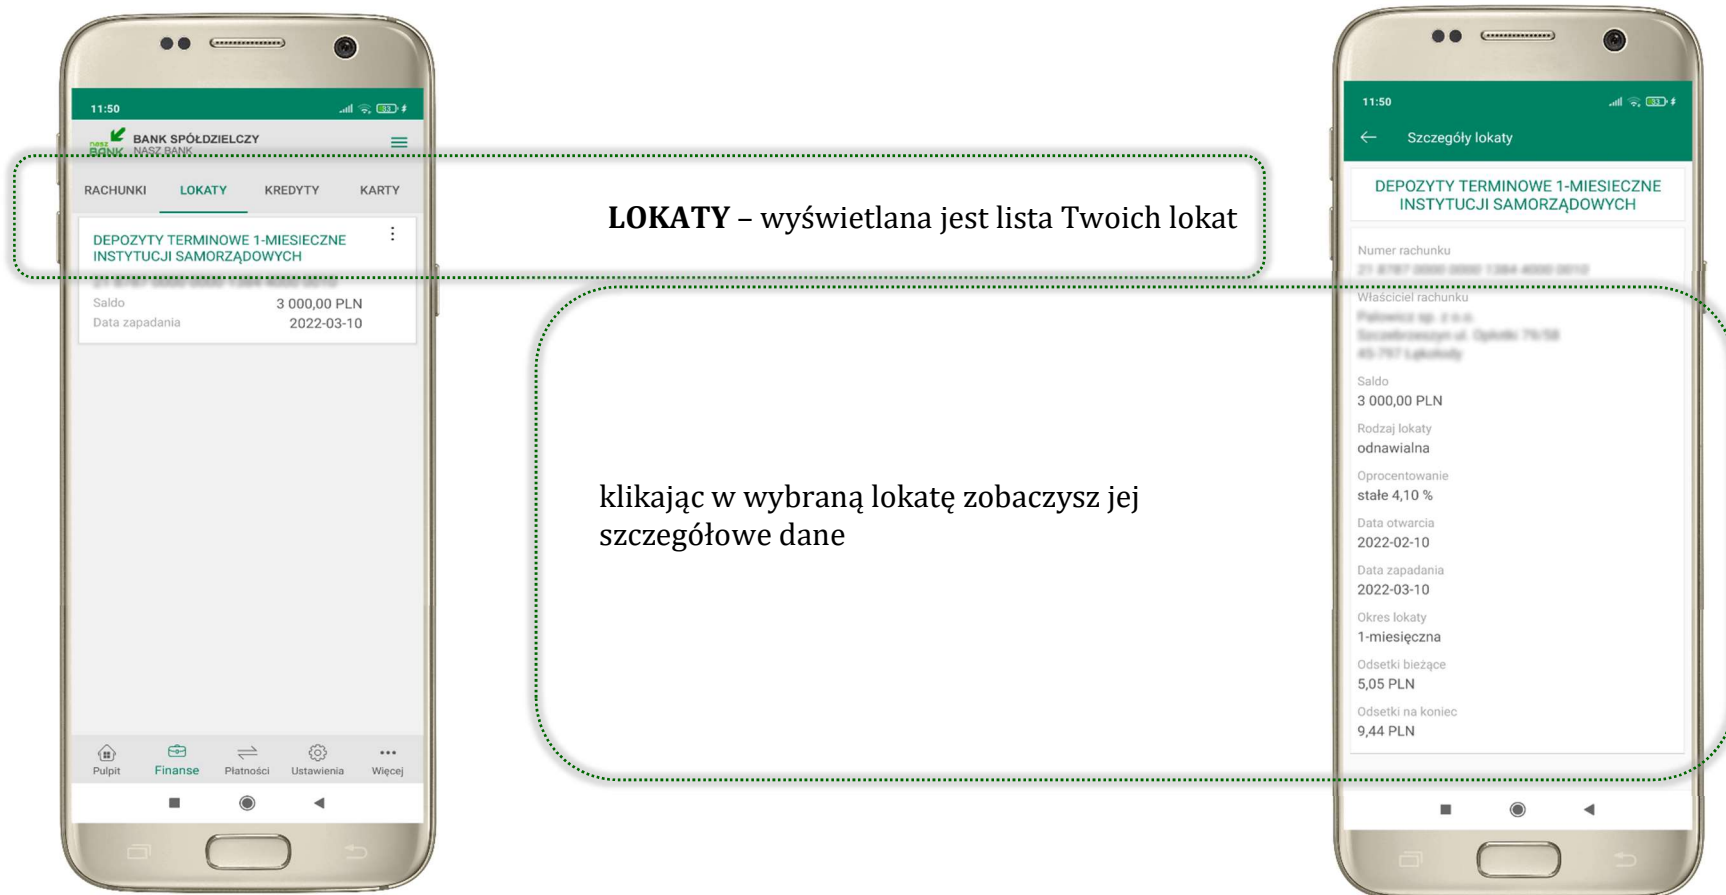 11:50
83
nasz
BANK
BANK SPÓŁDZIELCZY
NASZ BANK
RACHUNKI LOKATY KREDYTY KARTY
DEPOZYTY TERMINOWE 1-MIESIECZNE
INSTYTUCJI SAMORZĄDOWYCH
Saldo 3 000,00 PLN
Data zapadania 2022-03-10
Pulpit Finanse Płatności Ustawienia Więcej
LOKATY – wyświetlana jest lista Twoich lokat
klikając w wybraną lokatę zobaczysz jej
szczegółowe dane
11:50
83
Szczegóły lokaty
DEPOZYTY TERMINOWE 1-MIESIECZNE
INSTYTUCJI SAMORZĄDOWYCH
Numer rachunku
Właściciel rachunku
Saldo
3 000,00 PLN
Rodzaj lokaty
odnawialna
Oprocentowanie
stałe 4,10 %
Data otwarcia
2022-02-10
Data zapadania
2022-03-10
Okres lokaty
1-miesięczna
Odsetki bieżące
5,05 PLN
Odsetki na koniec
9,44 PLN